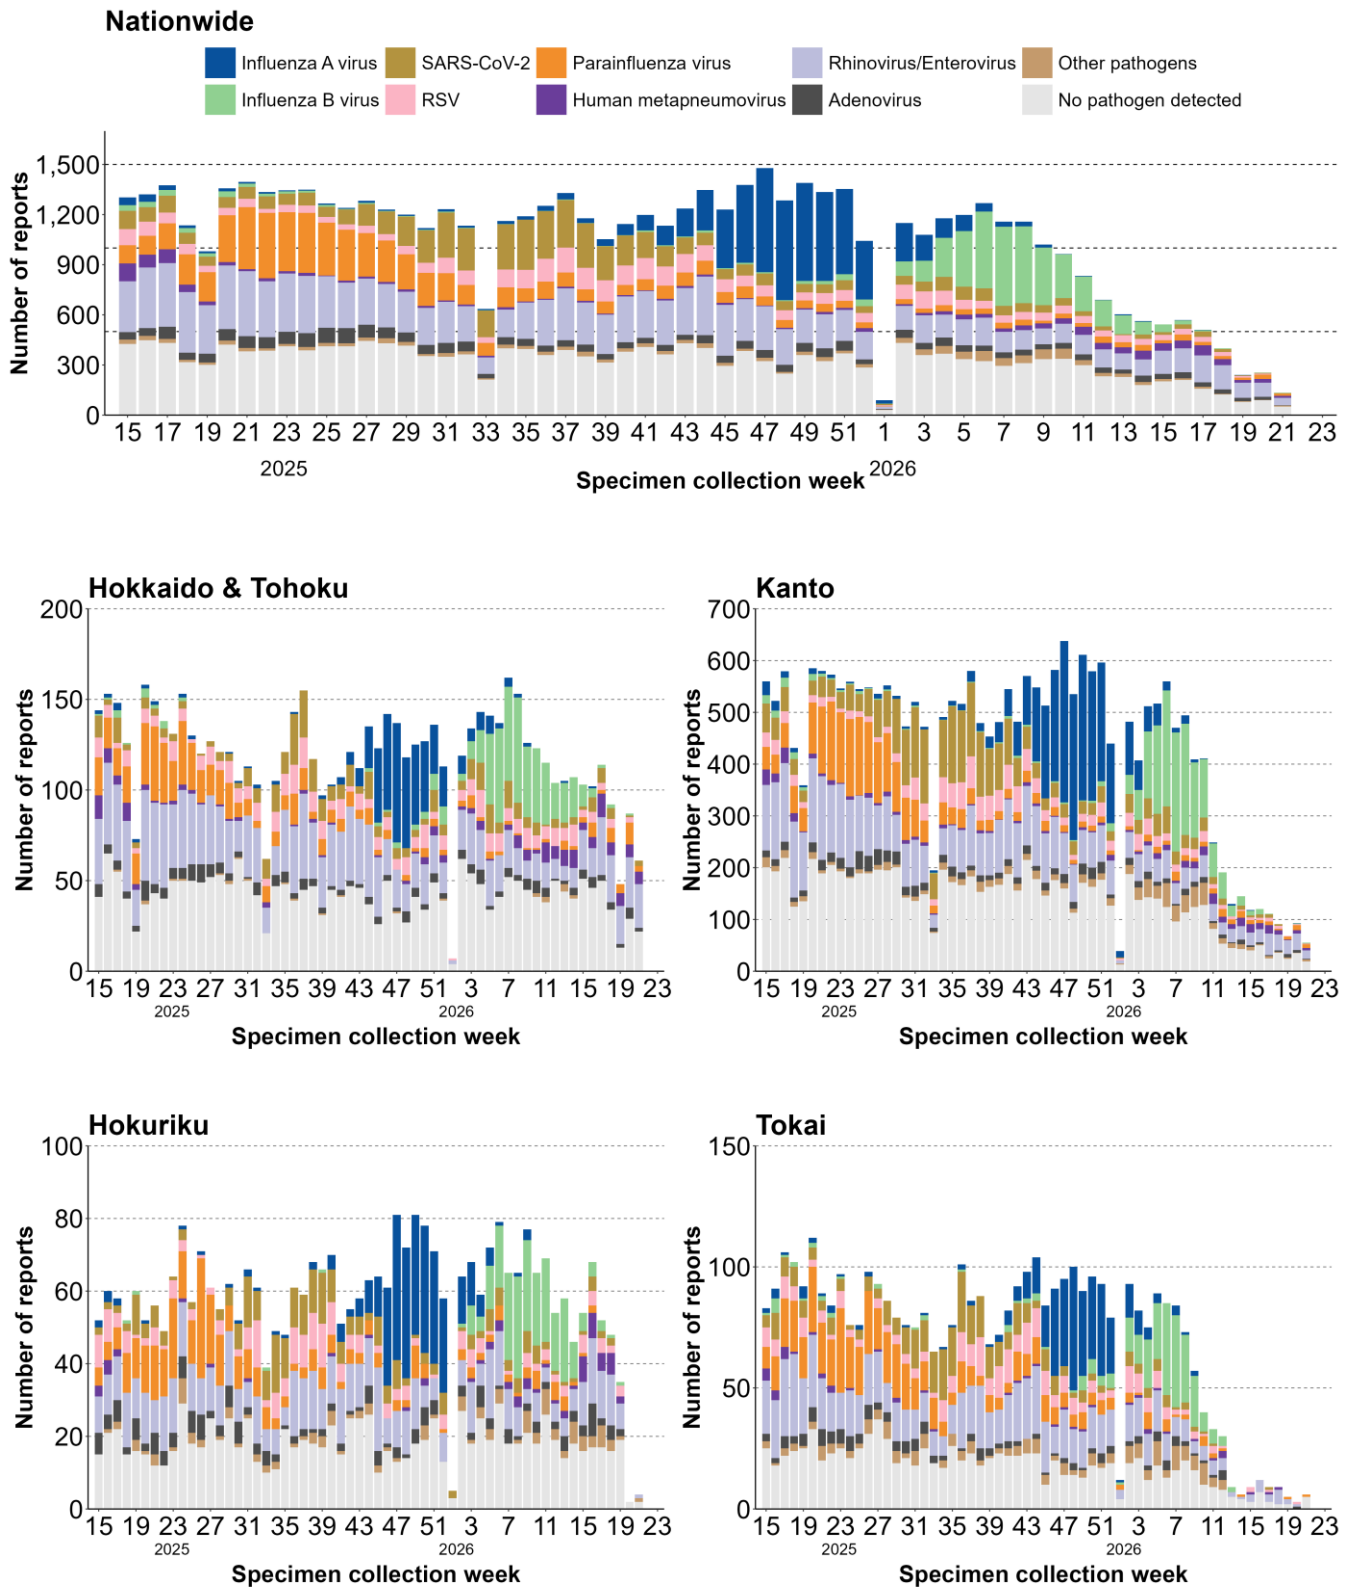 Nationwide
Influenza A virus SARS-CoV-2 Parainfluenza virus Rhinovirus/Enterovirus Other pathogens
Influenza B virus RSV Human metapneumovirus Adenovirus No pathogen detected
Number of reports
1,500
1,200
900
600
300
0
15 17 19 21 23 25 27 29 31 33 35 37 39 41 43 45 47 49 51 1 3 5 7 9 11 13 15 17 19 21 23
2025 2026
Specimen collection week
Hokkaido & Tohoku
Number of reports
200
150
100
50
0
15 19 23 27 31 35 39 43 47 51 3 7 11 15 19 23
2025 2026
Specimen collection week
Kanto
Number of reports
700
600
500
400
300
200
100
0
15 19 23 27 31 35 39 43 47 51 3 7 11 15 19 23
2025 2026
Specimen collection week
Hokuriku
Number of reports
100
80
60
40
20
0
15 19 23 27 31 35 39 43 47 51 3 7 11 15 19 23
2025 2026
Specimen collection week
Tokai
Number of reports
150
100
50
0
15 19 23 27 31 35 39 43 47 51 3 7 11 15 19 23
2025 2026
Specimen collection week